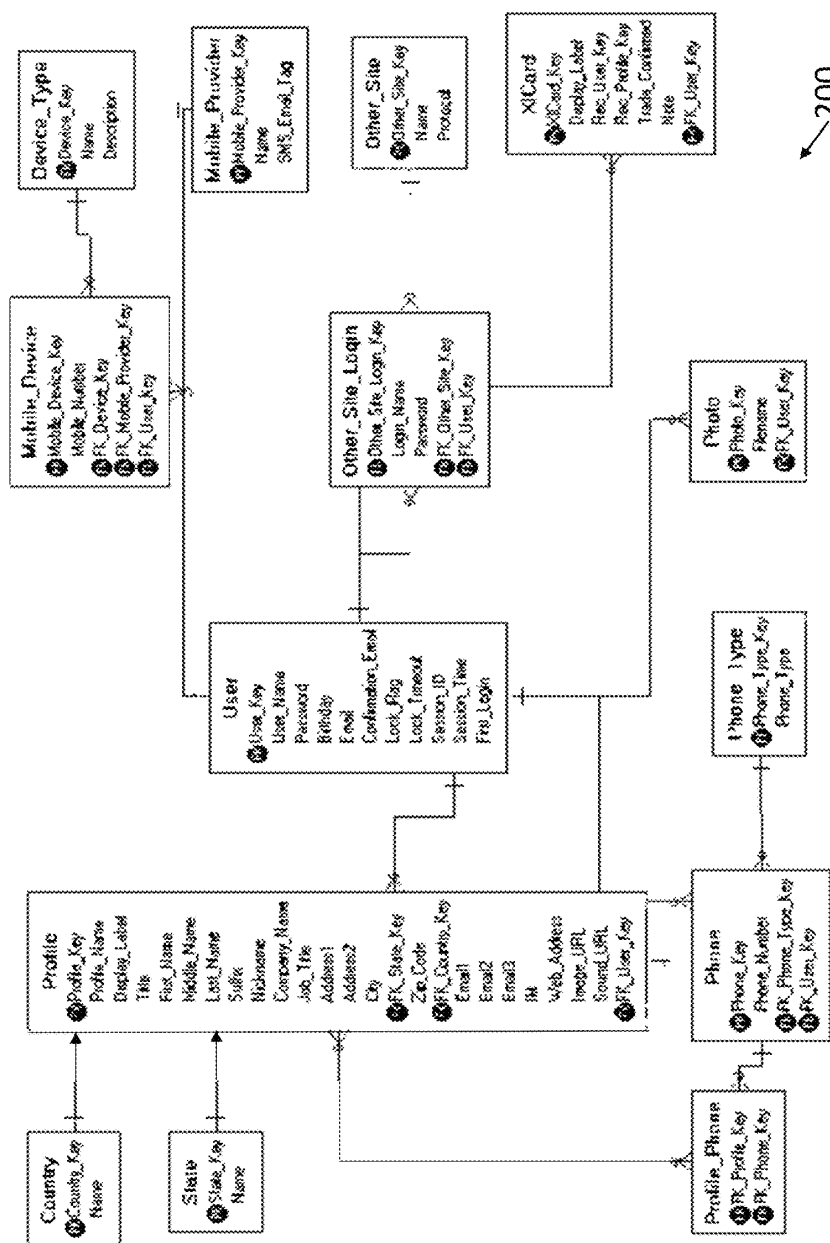 Country
Country_Key
Name
State
State_Key
Name
Profile
Profile_Key
Profile_Name
Display_Label
Title
First_Name
Middle_Name
Last_Name
Suffix
Nickname
Company_Name
Job_Title
Address1
Address2
City
FK_State_Key
Zip_Code
FK_Country_Key
Email1
Email2
Email3
IM
Web_Address
Image_URL
Sound_URL
FK_User_Key
User
User_Key
User_Name
Password
Birthday
Email
Confirmation_Email
Lock_Flag
Lock_Timeout
Session_ID
Session_Time
First_Login
Mobile_Device
Mobile_Device_Key
Mobile_Number
FK_Device_Key
FK_Mobile_Provider_Key
FK_User_Key
Device_Type
Device_Key
Name
Description
Mobile_Provider
Mobile_Provider_Key
Name
SMS_Email_Tag
Other_Site_Login
Other_Site_Login_Key
Login_Name
Password
FK_Other_Site_Key
FK_User_Key
Other_Site
Other_Site_Key
Name
Protocol
XICard
XICard_Key
Display_Label
Rec_User_Key
Rec_Profile_Key
Trade_Confirmed
Note
FK_User_Key
Profile_Phone
FK_Profile_Key
FK_Phone_Key
Phone
Phone_Key
Phone_Number
FK_Phone_Type_Key
FK_User_Key
Phone Type
Phone_Type_Key
Phone_Type
Photo
Photo_Key
Filename
FK_User_Key
200